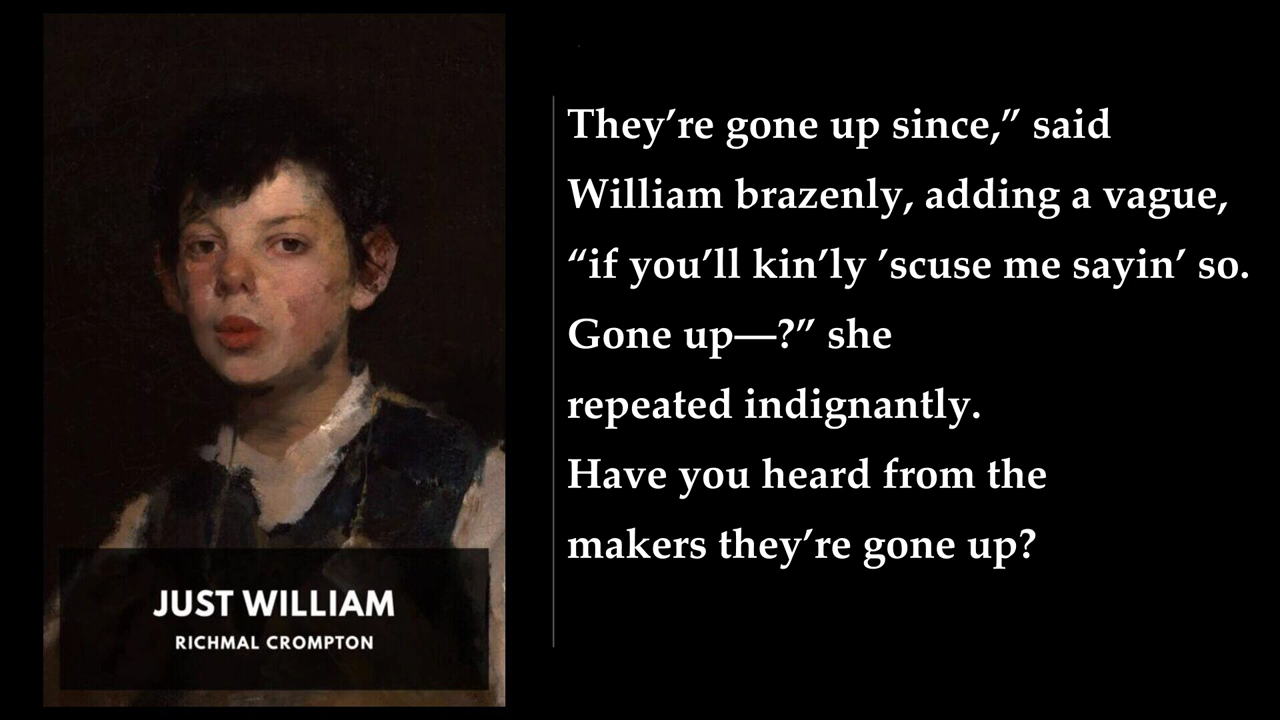 They’re gone up since,” said
William brazenly, adding a vague,
“if you’ll kin’ly ’scuse me sayin’ so.
Gone up—?” she
repeated indignantly.
Have you heard from the
makers they’re gone up?
JUST WILLIAM
RICHMAL CROMPTON